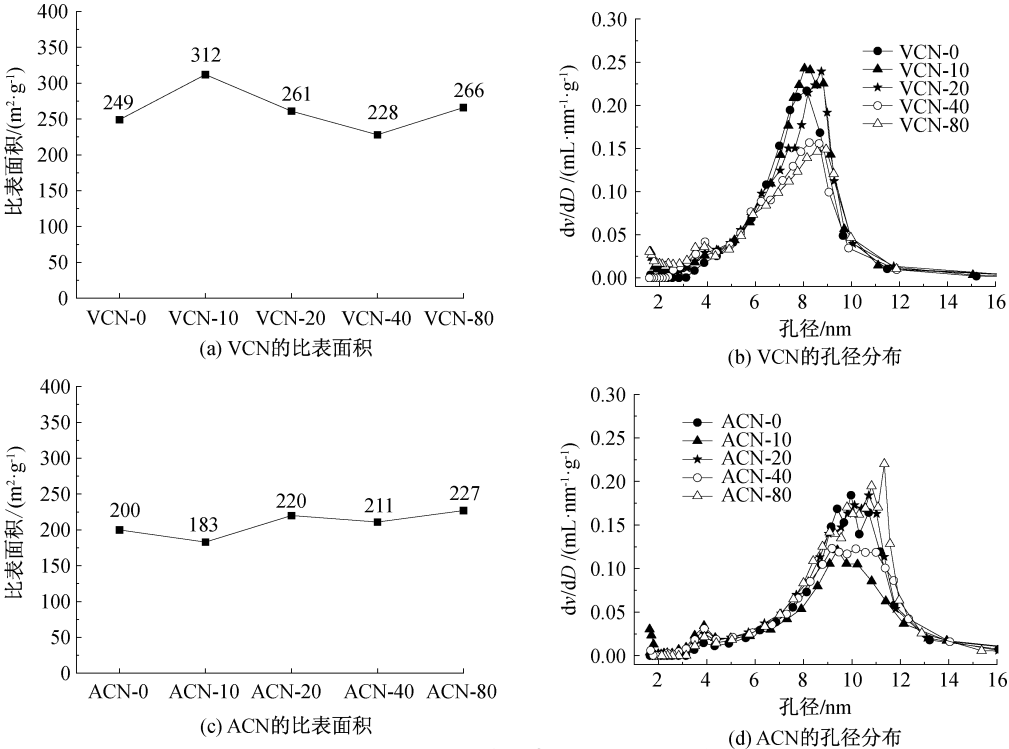 400
350
300
250
200
150
100
50
0
比表面积/(m²·g⁻¹)
249
312
261
228
266
VCN-0 VCN-10 VCN-20 VCN-40 VCN-80
(a) VCN的比表面积
0.30
0.25
0.20
0.15
0.10
0.05
0.00
dv/dD /(mL·nm⁻¹·g⁻¹)
VCN-0
VCN-10
VCN-20
VCN-40
VCN-80
2 4 6 8 10 12 14 16
孔径/nm
(b) VCN的孔径分布
400
350
300
250
200
150
100
50
0
比表面积/ (m²·g⁻¹)
200
183
220
211
227
ACN-0 ACN-10 ACN-20 ACN-40 ACN-80
(c) ACN的比表面积
0.30
0.25
0.20
0.15
0.10
0.05
0.00
dv/dD /(mL·nm⁻¹·g⁻¹)
ACN-0
ACN-10
ACN-20
ACN-40
ACN-80
2 4 6 8 10 12 14 16
孔径/nm
(d) ACN的孔径分布